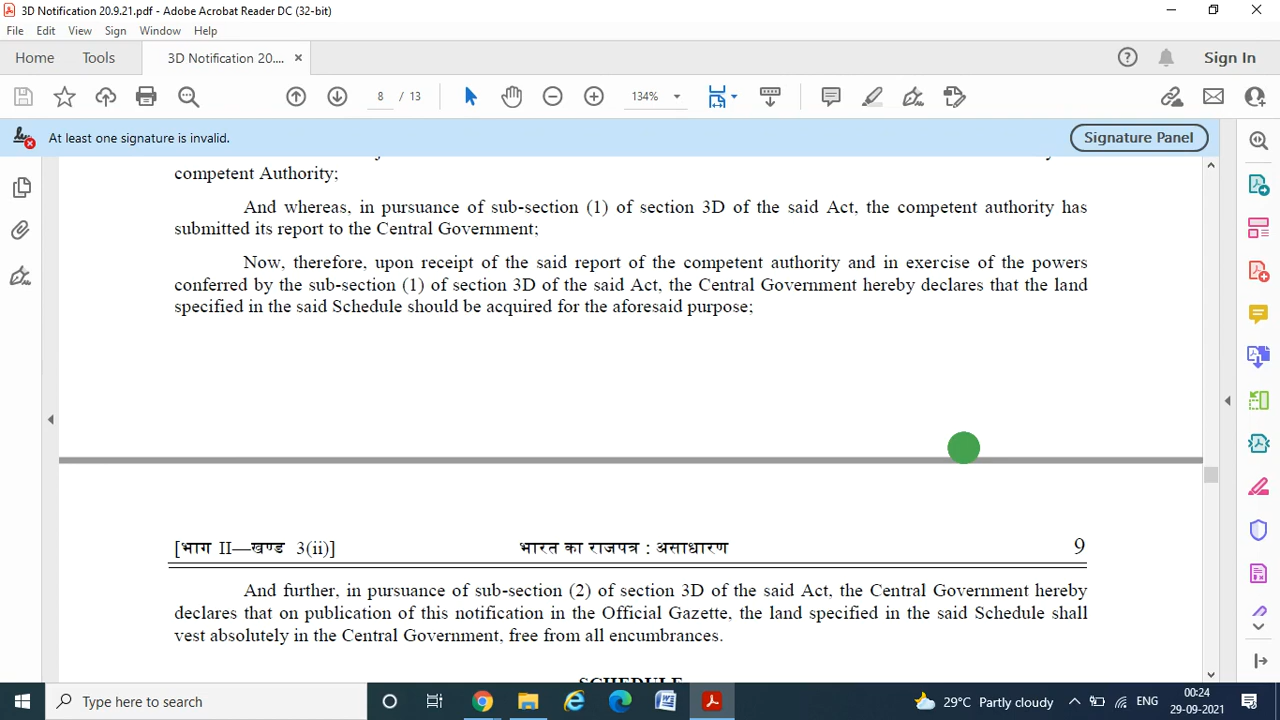 3D Notification 20.9.21.pdf - Adobe Acrobat Reader DC (32-bit)
File Edit View Sign Window Help
Home Tools 3D Notification 20.... × Sign In
8 / 13 134%
At least one signature is invalid. Signature Panel
competent Authority;
And whereas, in pursuance of sub-section (1) of section 3D of the said Act, the competent authority has
submitted its report to the Central Government;
Now, therefore, upon receipt of the said report of the competent authority and in exercise of the powers
conferred by the sub-section (1) of section 3D of the said Act, the Central Government hereby declares that the land
specified in the said Schedule should be acquired for the aforesaid purpose;
[भाग II—खण्ड 3(ii)] भारत का राजपत्र : असाधारण 9
And further, in pursuance of sub-section (2) of section 3D of the said Act, the Central Government hereby
declares that on publication of this notification in the Official Gazette, the land specified in the said Schedule shall
vest absolutely in the Central Government, free from all encumbrances.
SCHEDULE
Type here to search 29°C Partly cloudy ENG 00:24
29-09-2021